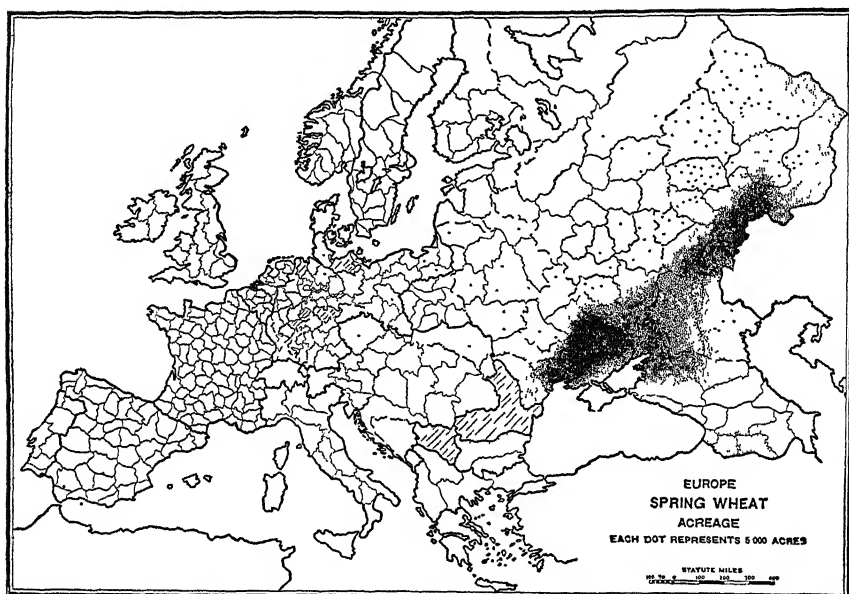 EUROPE
SPRING WHEAT
ACREAGE
EACH DOT REPRESENTS 5 000 ACRES
STATUTE MILES